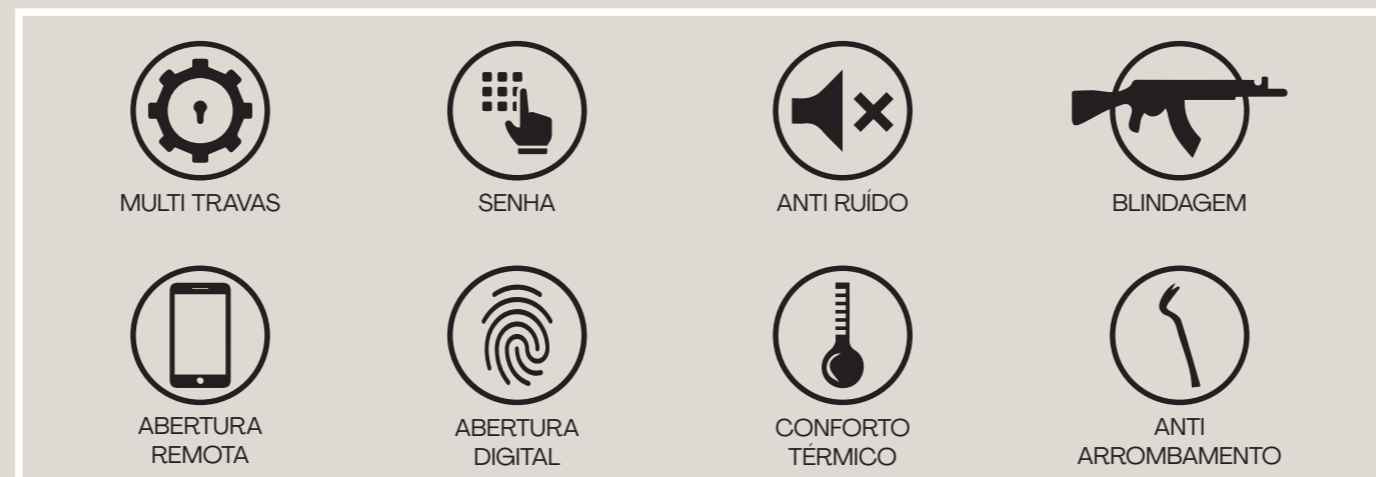 MULTI TRAVAS
SENHA
ANTI RUÍDO
BLINDAGEM
ABERTURA
REMOTA
ABERTURA
DIGITAL
CONFORTO
TÉRMICO
ANTI
ARROMBAMENTO